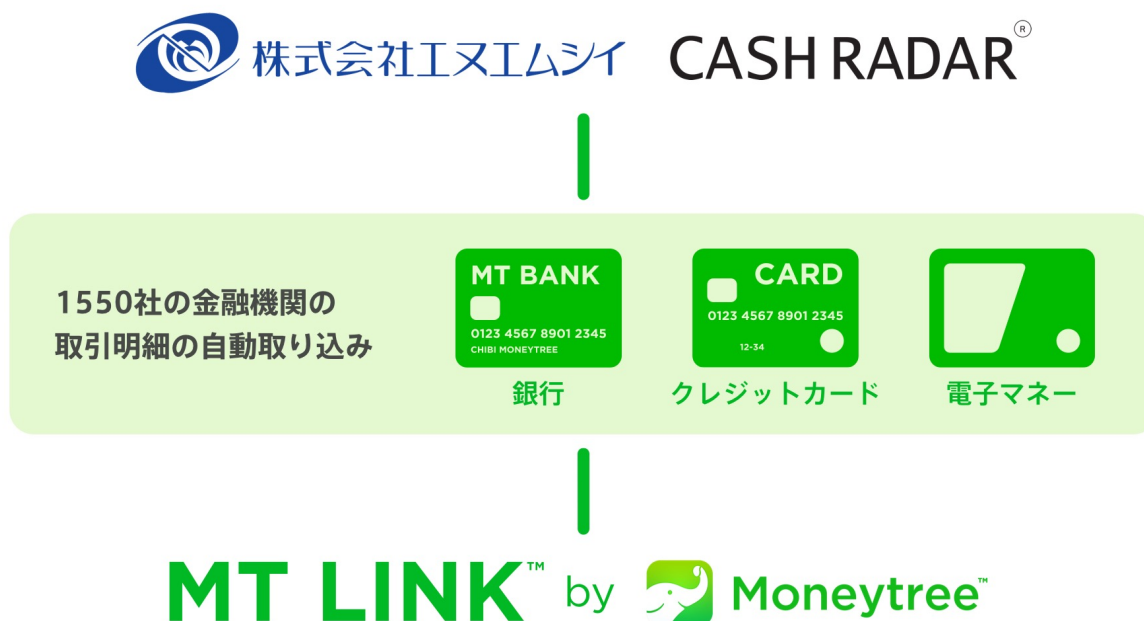 株式会社エヌエムシイ CASH RADAR®
1550社の金融機関の
取引明細の自動取り込み
MT BANK
0123 4567 8901 2345
CHIBI MONEYTREE
銀行
CARD
0123 4567 8901 2345
12-34
クレジットカード
電子マネー
MT LINK™ by Moneytree™